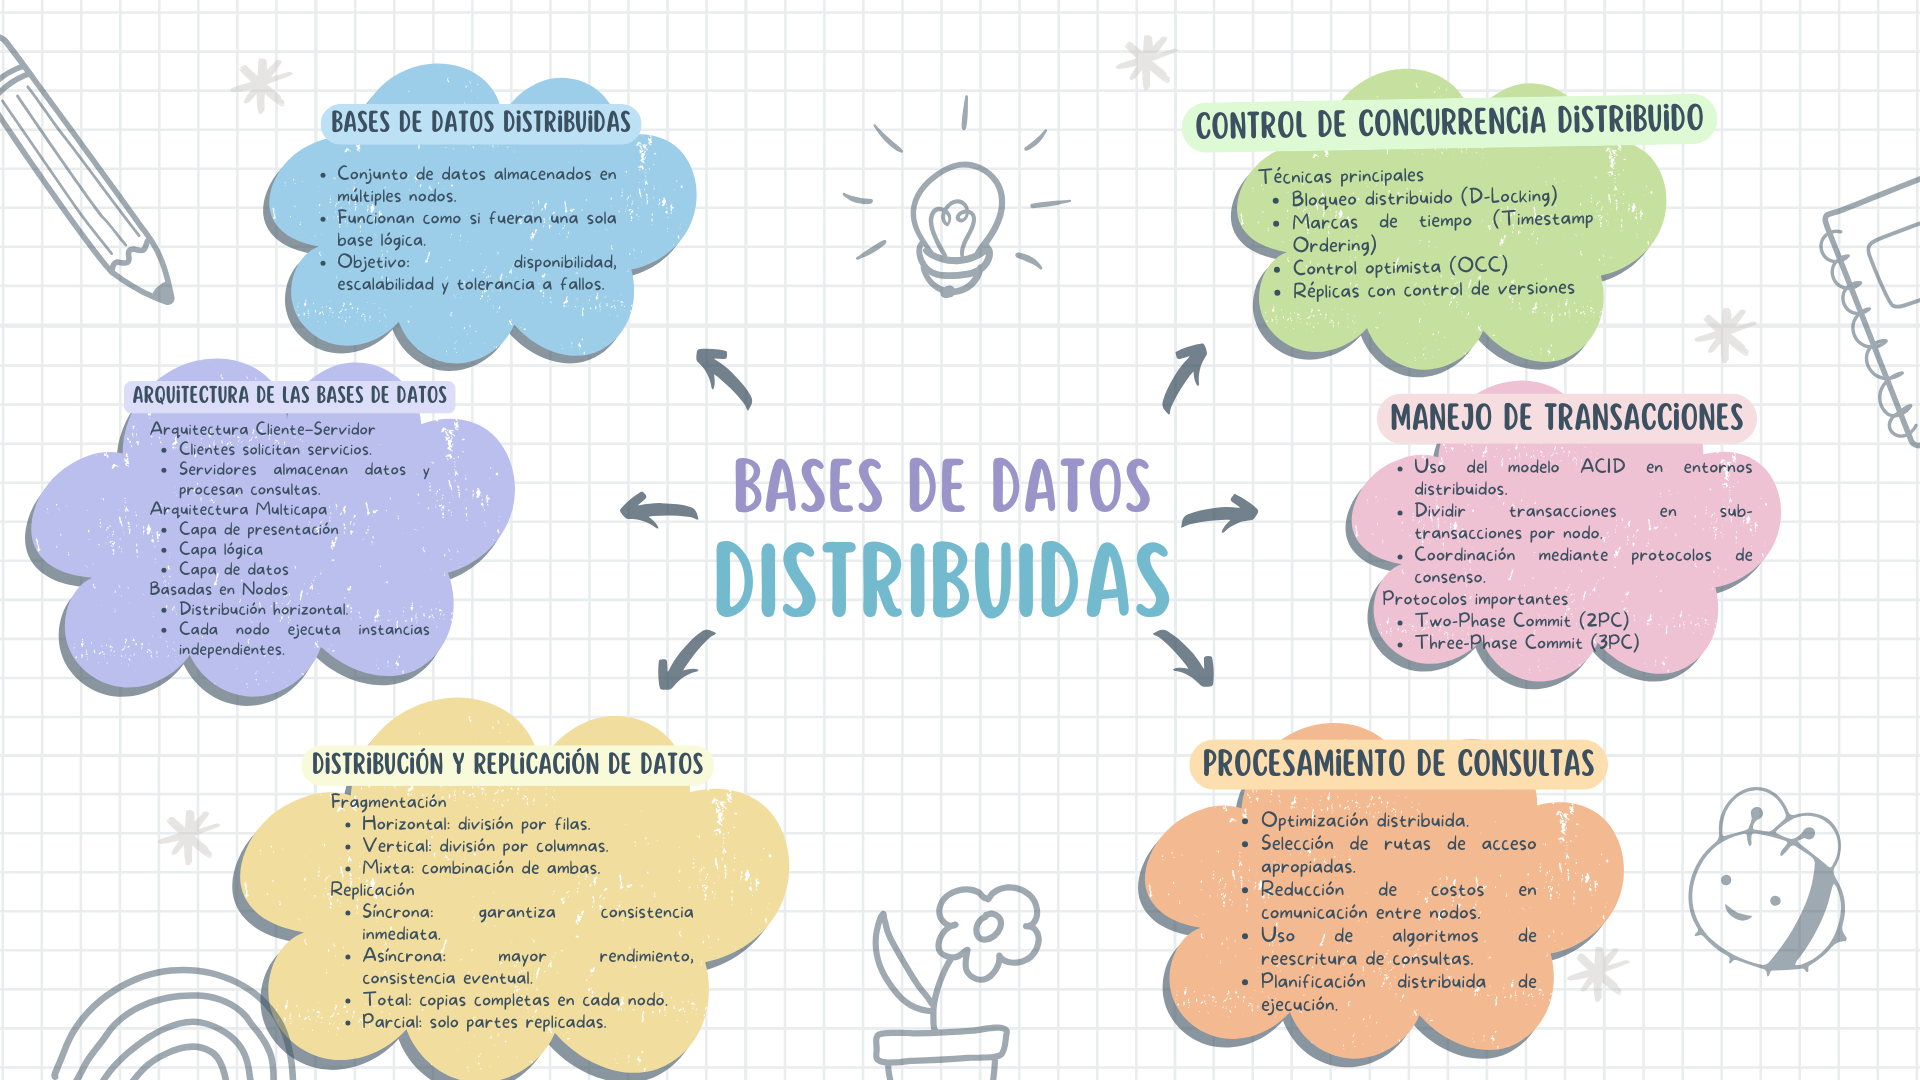 BASES DE DATOS DISTRIBUIDAS
• Conjunto de datos almacenados en
múltiples nodos.
• Funcionan como si fueran una sola
base lógica.
• Objetivo: disponibilidad,
escalabilidad y tolerancia a fallos.
ARQUITECTURA DE LAS BASES DE DATOS
Arquitectura Cliente-Servidor
• Clientes solicitan servicios.
• Servidores almacenan datos y
procesan consultas.
Arquitectura Multicapa
• Capa de presentación
• Capa lógica
• Capa de datos
Basadas en Nodos
• Distribución horizontal.
• Cada nodo ejecuta instancias
independientes.
DISTRIBUCIÓN Y REPLICACIÓN DE DATOS
Fragmentación
• Horizontal: división por filas.
• Vertical: división por columnas.
• Mixta: combinación de ambas.
Replicación
• Síncrona: garantiza consistencia
inmediata.
• Asíncrona: mayor rendimiento,
consistencia eventual.
• Total: copias completas en cada nodo.
• Parcial: solo partes replicadas.
BASES DE DATOS
DISTRIBUIDAS
CONTROL DE CONCURRENCIA DISTRIBUIDO
Técnicas principales
• Bloqueo distribuido (D-Locking)
• Marcas de tiempo (Timestamp
Ordering)
• Control optimista (OCC)
• Réplicas con control de versiones
MANEJO DE TRANSACCIONES
• Uso del modelo ACID en entornos
distribuidos.
• Dividir transacciones en sub-
transacciones por nodo.
• Coordinación mediante protocolos de
consenso.
Protocolos importantes
• Two-Phase Commit (2PC)
• Three-Phase Commit (3PC)
PROCESAMIENTO DE CONSULTAS
• Optimización distribuida.
• Selección de rutas de acceso
apropiadas.
• Reducción de costos en
comunicación entre nodos.
• Uso de algoritmos de
reescritura de consultas.
• Planificación distribuida de
ejecución.